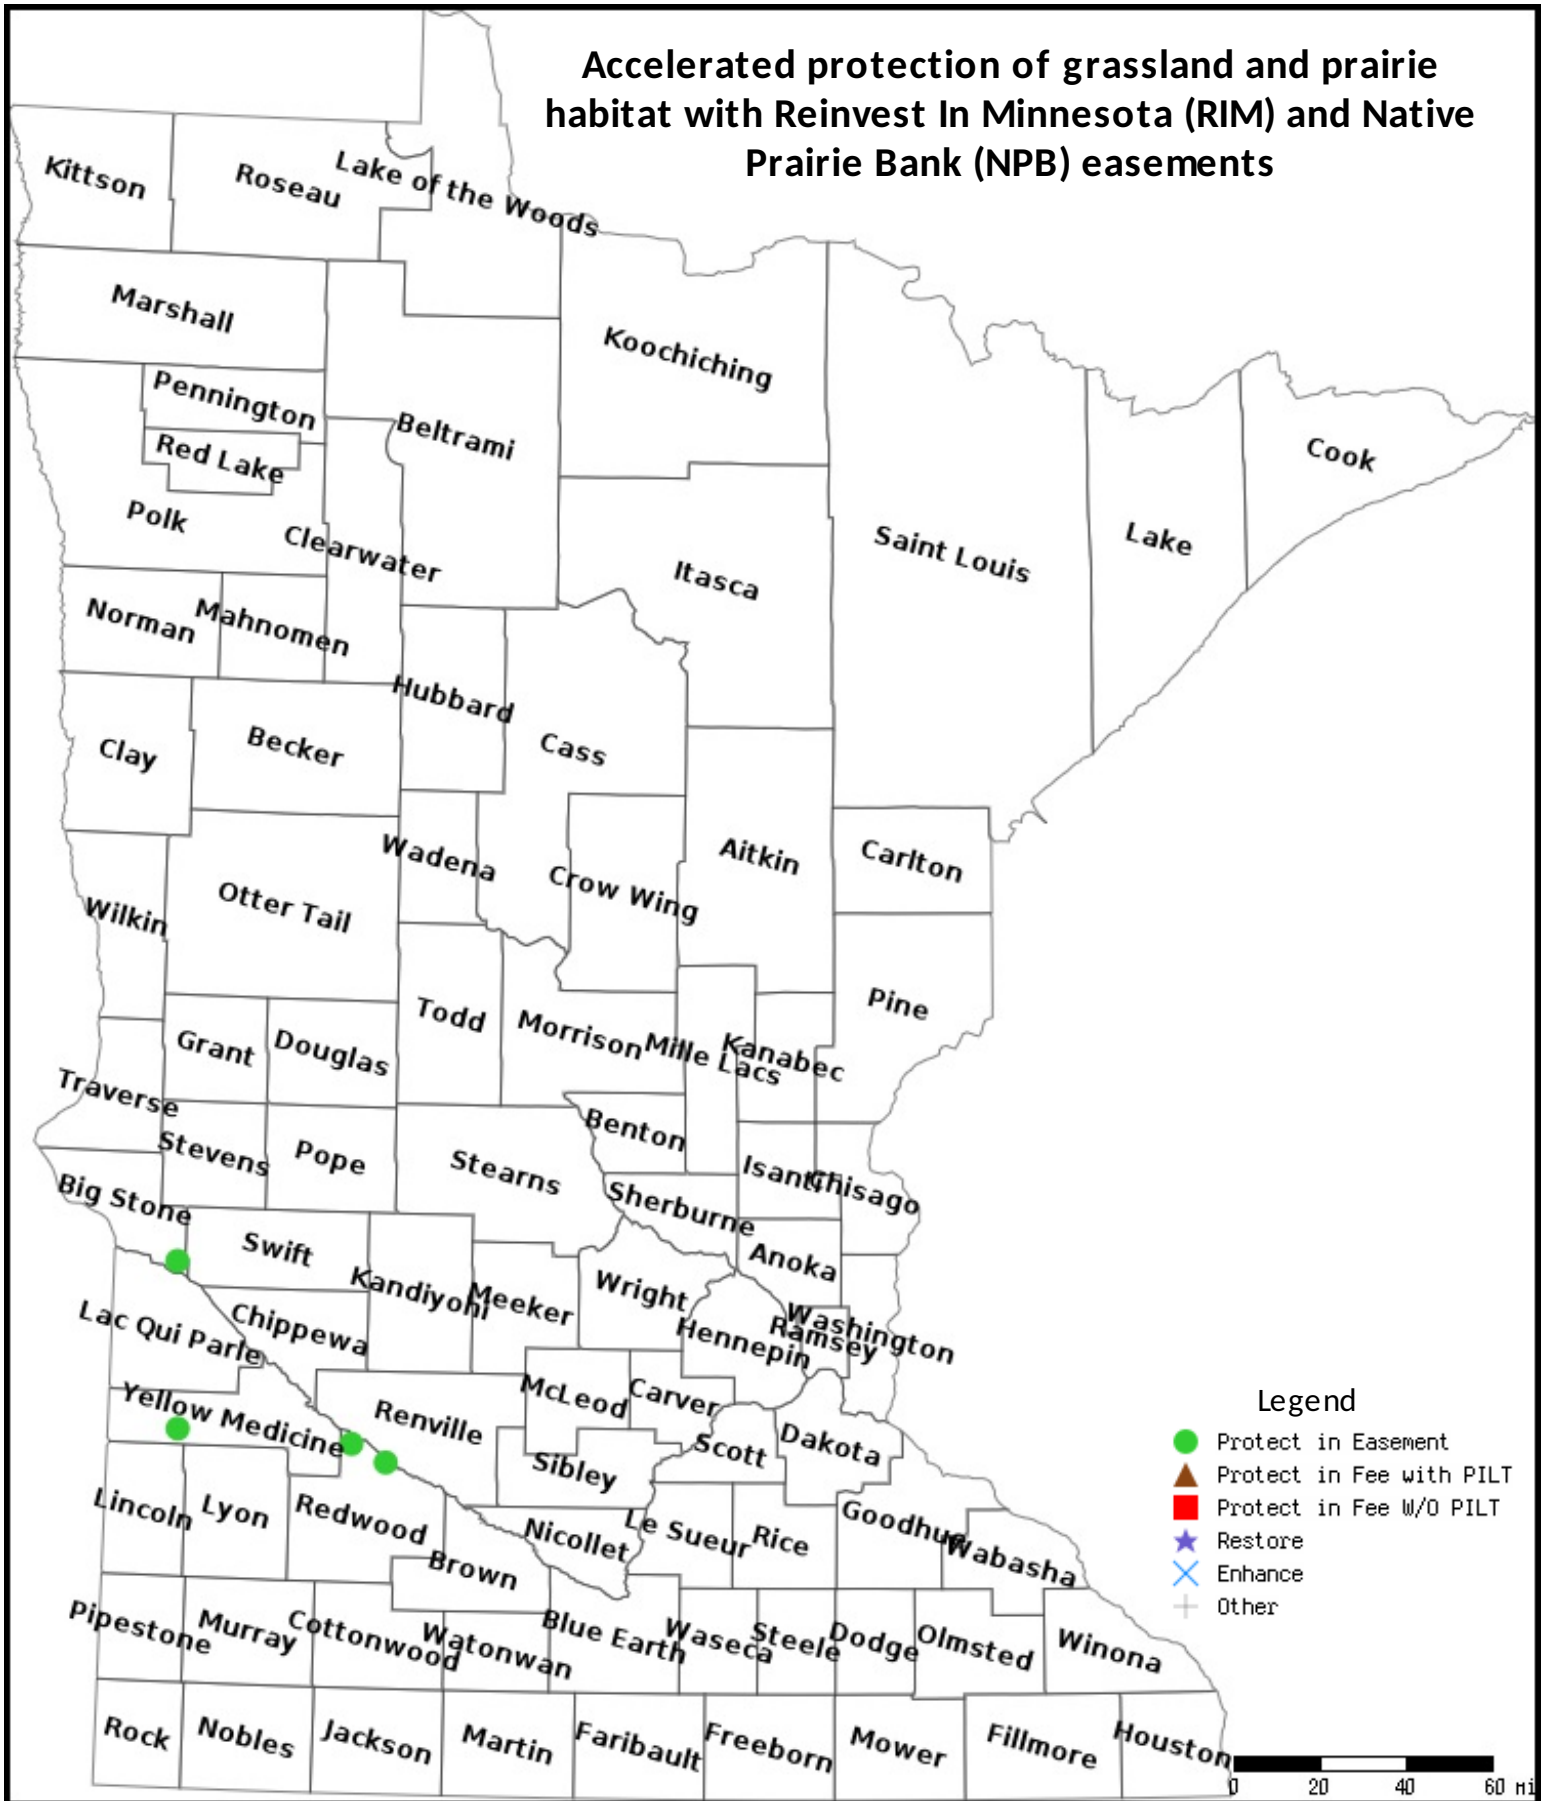 Accelerated protection of grassland and prairie
habitat with Reinvest In Minnesota (RIM) and Native
Prairie Bank (NPB) easements
Kittson
Roseau
Lake of the Woods
Marshall
Koochiching
Pennington
Beltrami
Red Lake
Cook
Polk
Clearwater
Saint Louis
Lake
Itasca
Norman
Mahnomen
Hubbard
Clay
Becker
Cass
Wadena
Aitkin
Carlton
Otter Tail
Crow Wing
Wilkin
Pine
Todd
Morrison
Grant
Douglas
Mille Lacs
Kanabec
Traverse
Benton
Stevens
Pope
Stearns
Isanti
Chisago
Big Stone
Sherburne
Swift
Anoka
Kandiyohi
Meeker
Wright
Lac Qui Parle
Chippewa
Hennepin
Ramsey
Washington
McLeod
Carver
Legend
Yellow Medicine
Renville
Scott
Dakota
Protect in Easement
Sibley
Protect in Fee with PILT
Lincoln
Lyon
Redwood
Protect in Fee W/O PILT
Nicollet
Le Sueur
Rice
Goodhue
Wabasha
Restore
Brown
Enhance
Other
Pipestone
Murray
Cottonwood
Watonwan
Blue Earth
Waseca
Steele
Dodge
Olmsted
Winona
Rock
Nobles
Jackson
Martin
Faribault
Freeborn
Mower
Fillmore
Houston
0 20 40 60 mi